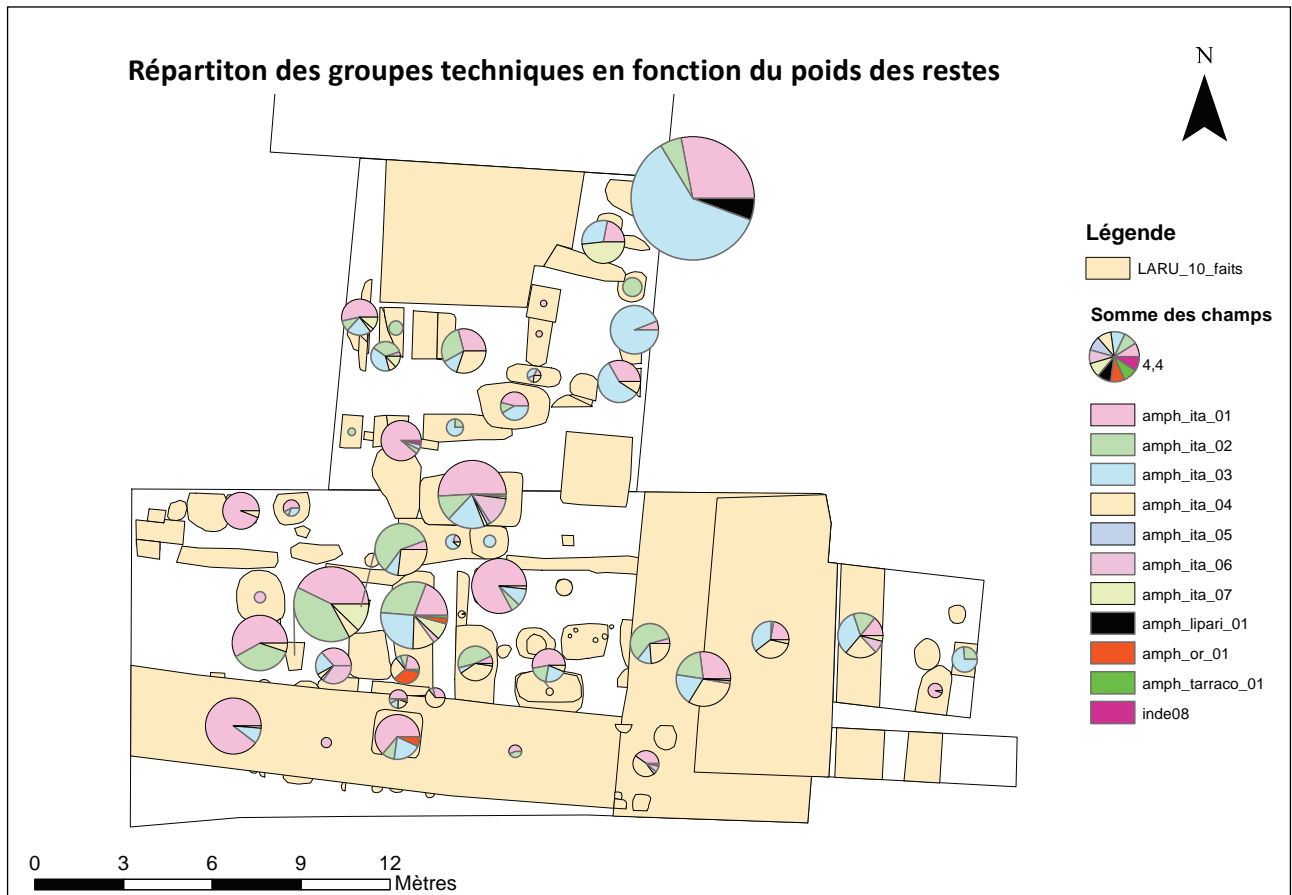 Répartiton des groupes techniques en fonction du poids des restes
N
Légende
LARU_10_faits
Somme des champs
4,4
amph_ita_01
amph_ita_02
amph_ita_03
amph_ita_04
amph_ita_05
amph_ita_06
amph_ita_07
amph_lipari_01
amph_or_01
amph_tarraco_01
inde08
0 3 6 9 12
Mètres